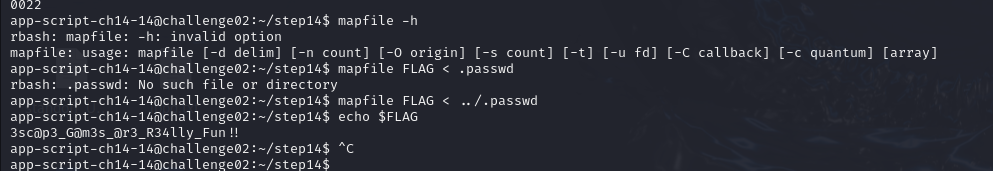 0022
app-script-ch14-14@challenge02:~/step14$ mapfile -h
rbash: mapfile: -h: invalid option
mapfile: usage: mapfile [-d delim] [-n count] [-O origin] [-s count] [-t] [-u fd] [-C callback] [-c quantum] [array]
app-script-ch14-14@challenge02:~/step14$ mapfile FLAG < .passwd
rbash: .passwd: No such file or directory
app-script-ch14-14@challenge02:~/step14$ mapfile FLAG < ../.passwd
app-script-ch14-14@challenge02:~/step14$ echo $FLAG
3sc@p3_G@m3s_@r3_R34lly_Fun!!
app-script-ch14-14@challenge02:~/step14$ ^C
app-script-ch14-14@challenge02:~/step14$